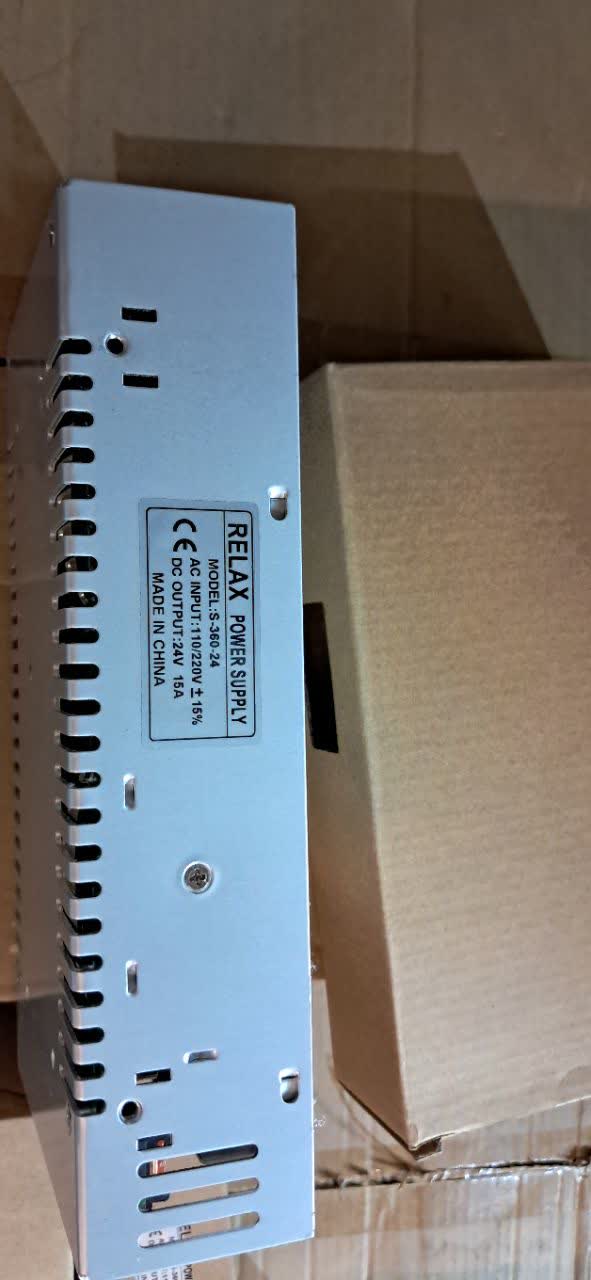 RELAX POWER SUPPLY
MODEL:S-360-24
AC INPUT:110/220V ± 15%
CE DC OUTPUT:24V 15A
MADE IN CHINA